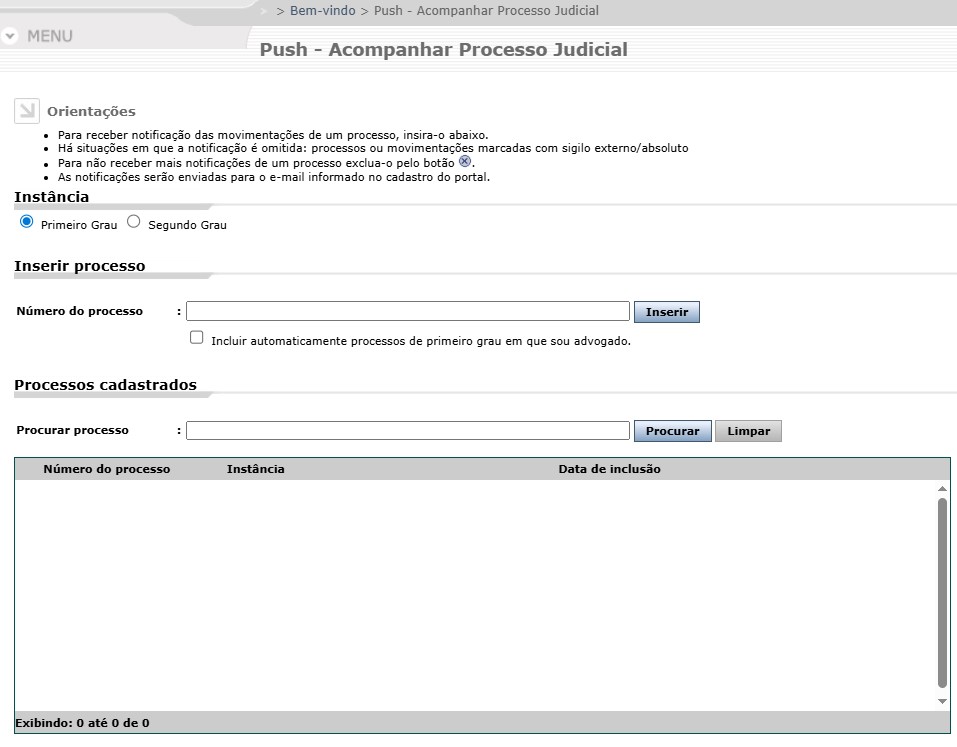 > > Bem-vindo > Push - Acompanhar Processo Judicial
MENU
Push - Acompanhar Processo Judicial
Orientações
• Para receber notificação das movimentações de um processo, insira-o abaixo.
• Há situações em que a notificação é omitida: processos ou movimentações marcadas com sigilo externo/absoluto
• Para não receber mais notificações de um processo exclua-o pelo botão .
• As notificações serão enviadas para o e-mail informado no cadastro do portal.
Instância
Primeiro Grau Segundo Grau
Inserir processo
Número do processo : Inserir
Incluir automaticamente processos de primeiro grau em que sou advogado.
Processos cadastrados
Procurar processo : Procurar Limpar
Número do processo Instância Data de inclusão
Exibindo: 0 até 0 de 0